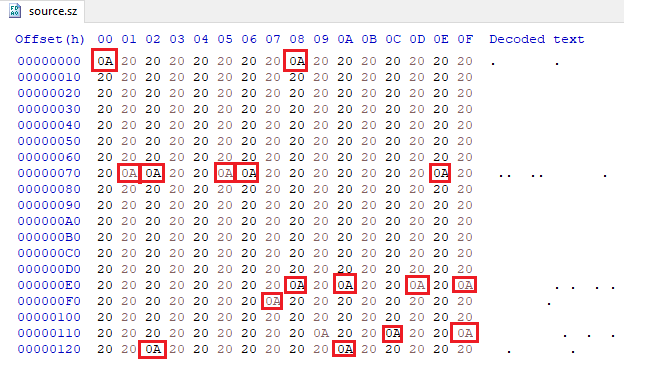 source.sz
Offset(h) 00 01 02 03 04 05 06 07 08 09 0A 0B 0C 0D 0E 0F Decoded text
00000000 0A 20 20 20 20 20 20 20 0A 20 20 20 20 20 20 20 . .
00000010 20 20 20 20 20 20 20 20 20 20 20 20 20 20 20 20
00000020 20 20 20 20 20 20 20 20 20 20 20 20 20 20 20 20
00000030 20 20 20 20 20 20 20 20 20 20 20 20 20 20 20 20
00000040 20 20 20 20 20 20 20 20 20 20 20 20 20 20 20 20
00000050 20 20 20 20 20 20 20 20 20 20 20 20 20 20 20 20
00000060 20 20 20 20 20 20 20 20 20 20 20 20 20 20 20 20
00000070 20 0A 0A 20 20 0A 0A 20 20 20 20 20 20 20 0A 20 .. .. .
00000080 20 20 20 20 20 20 20 20 20 20 20 20 20 20 20 20
00000090 20 20 20 20 20 20 20 20 20 20 20 20 20 20 20 20
000000A0 20 20 20 20 20 20 20 20 20 20 20 20 20 20 20 20
000000B0 20 20 20 20 20 20 20 20 20 20 20 20 20 20 20 20
000000C0 20 20 20 20 20 20 20 20 20 20 20 20 20 20 20 20
000000D0 20 20 20 20 20 20 20 20 20 20 20 20 20 20 20 20
000000E0 20 20 20 20 20 20 20 20 0A 20 0A 20 20 0A 20 0A . . . .
000000F0 20 20 20 20 20 20 20 0A 20 20 20 20 20 20 20 20 .
00000100 20 20 20 20 20 20 20 20 20 20 20 20 20 20 20 20
00000110 20 20 20 20 20 20 20 20 20 0A 20 20 0A 20 20 0A . . .
00000120 20 20 0A 20 20 20 20 20 20 20 0A 20 20 20 20 20 . .